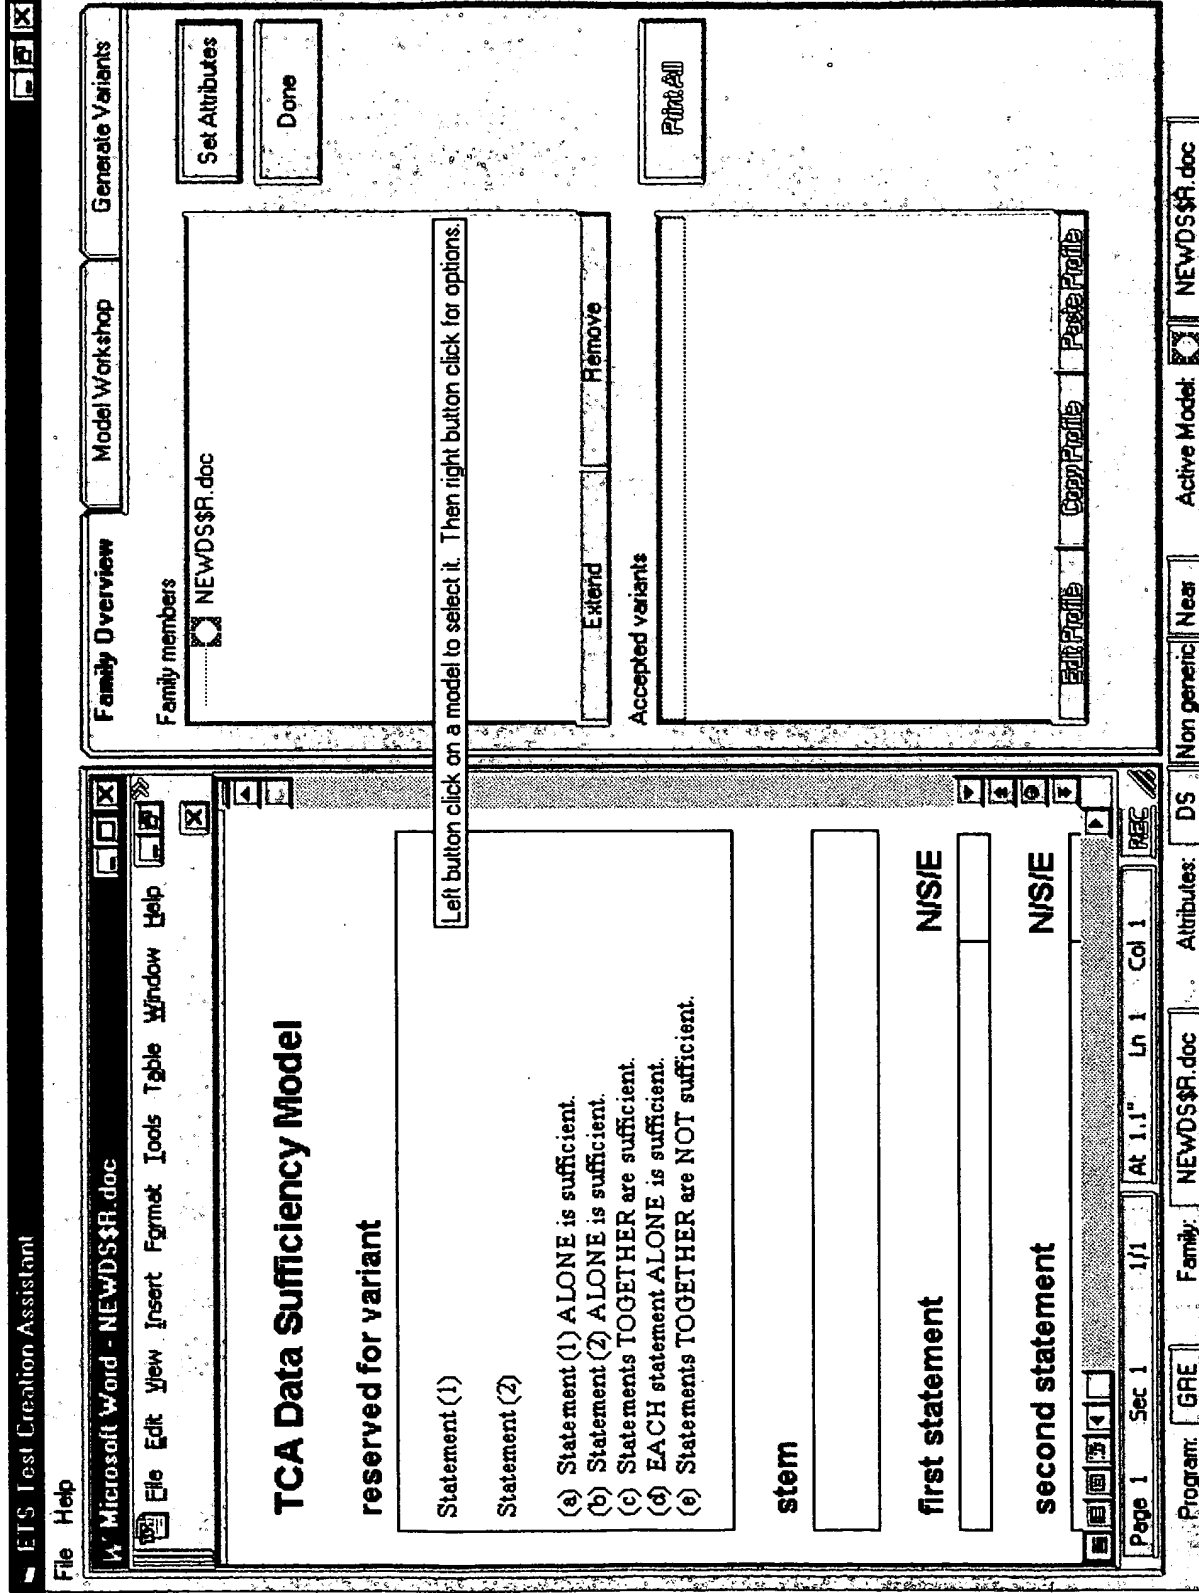 ETS Test Creation Assistant
File Help
Microsoft Word - NEWDS$R.doc
File Edit View Insert Format Tools Table Window Help
TCA Data Sufficiency Model
reserved for variant
Statement (1)
Statement (2)
(a) Statement (1) ALONE is sufficient.
(b) Statement (2) ALONE is sufficient.
(c) Statements TOGETHER are sufficient.
(d) EACH statement ALONE is sufficient.
(e) Statements TOGETHER are NOT sufficient.
stem
first statement N/S/E
second statement N/S/E
Page 1 Sec 1 1/1 At 1.1" Ln 1 Col 1 REC
Family Overview Model Workshop Generate Variants
Family members
NEWDS$R.doc
Set Attributes
Done
Left button click on a model to select it. Then right button click for options.
Extend Remove
Accepted variants
Print All
Edit Profile Copy Profile Paste Profile
Program: GRE Family: NEWDS$R.doc Attributes: DS Non generic Near Active Model: NEWDS$R.doc